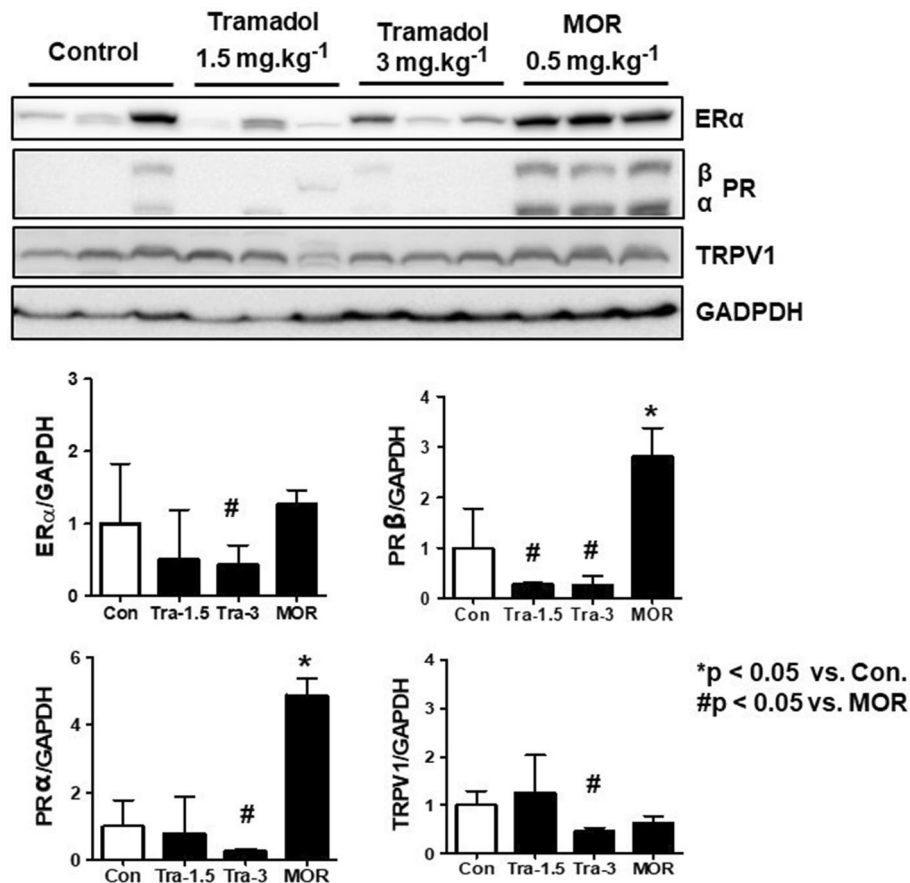 Control
Tramadol
1.5 mg.kg-1
Tramadol
3 mg.kg-1
MOR
0.5 mg.kg-1
ERα
β
α PR
TRPV1
GADPDH
ERα/GAPDH
3
2
1
0
#
Con Tra-1.5 Tra-3 MOR
PRβ/GAPDH
4
3
2
1
0
# # *
Con Tra-1.5 Tra-3 MOR
PRα/GAPDH
6
4
2
0
# *
Con Tra-1.5 Tra-3 MOR
TRPV1/GAPDH
4
3
2
1
0
#
Con Tra-1.5 Tra-3 MOR
*p < 0.05 vs. Con.
#p < 0.05 vs. MOR